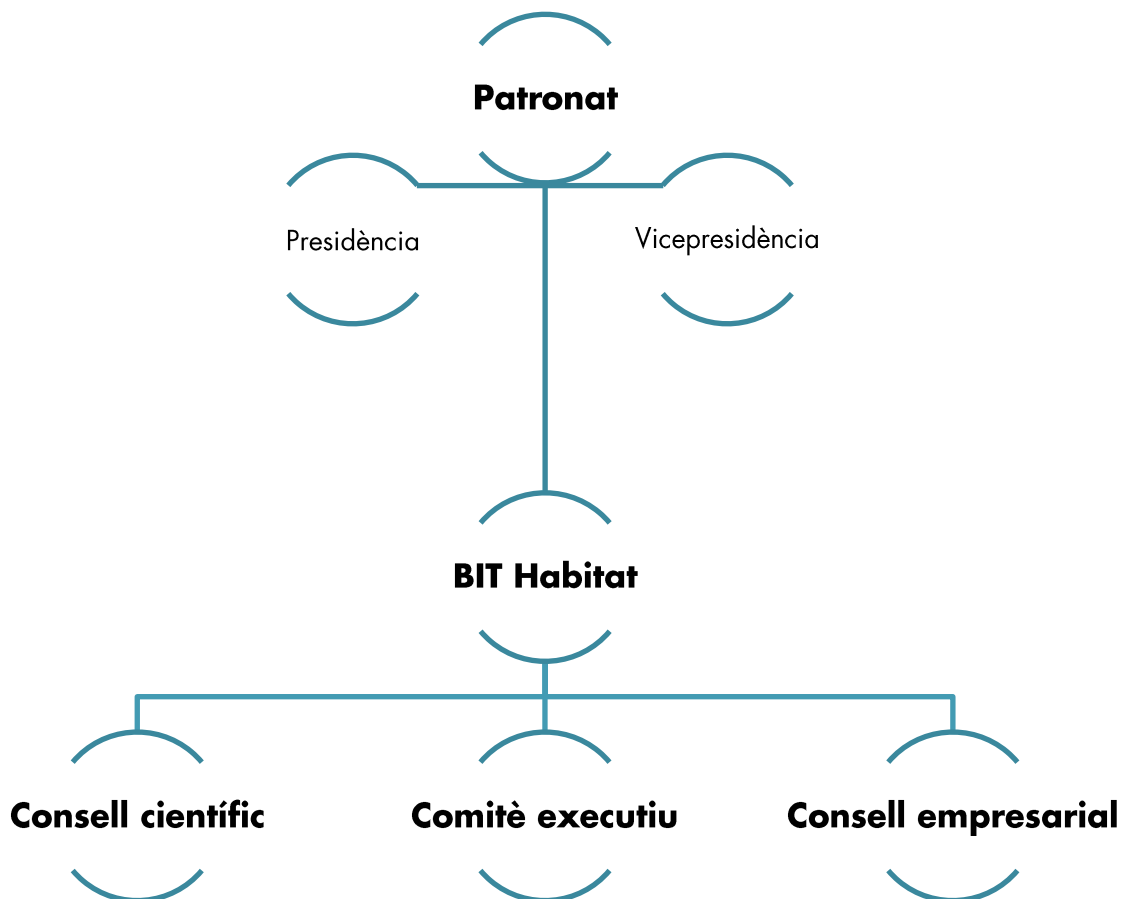 Patronat
Presidència
Vicepresidència
BIT Habitat
Consell científic
Comitè executiu
Consell empresarial